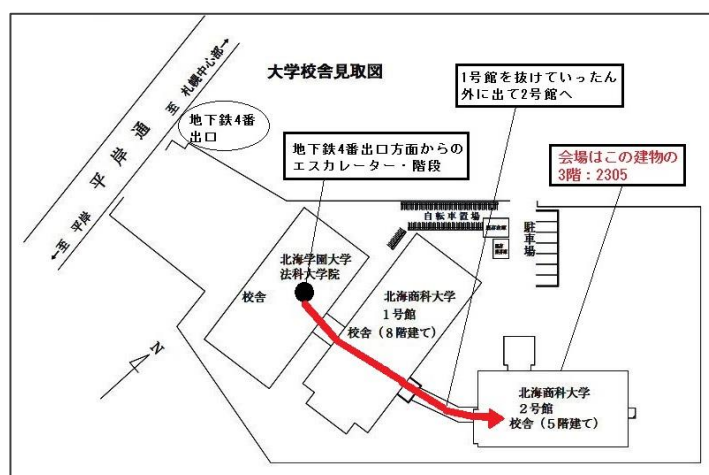 大学校舎見取図
至 札幌中心部→
平岸通
←至 平岸
地下鉄4番
出口
地下鉄4番出口方面からの
エスカレーター・階段
1号館を抜けていったん
外に出て2号館へ
会場はこの建物の
3階：2305
自転車置場
駐車場
北海学園大学
法科大学院
校舎
北海商科大学
1号館
校舎（8階建て）
北海商科大学
2号館
校舎（5階建て）
N